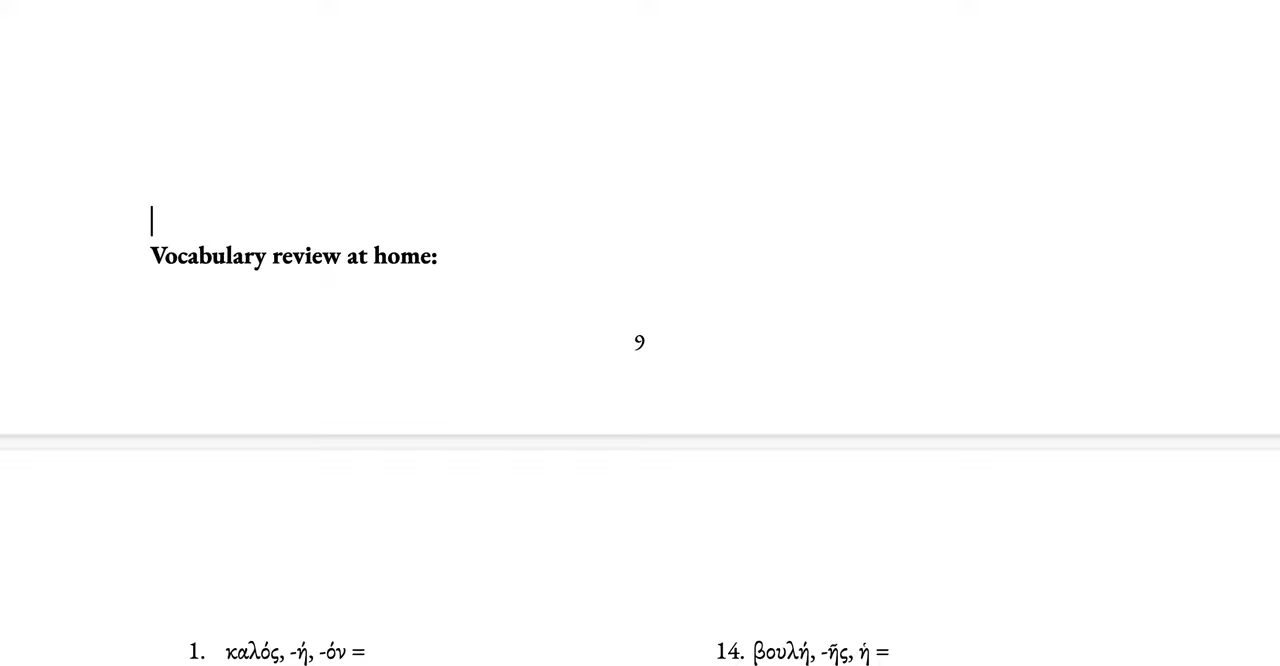 Vocabulary review at home:
9
1. καλός, -ή, -όν =
14. βουλή, -ῆς, ἡ =